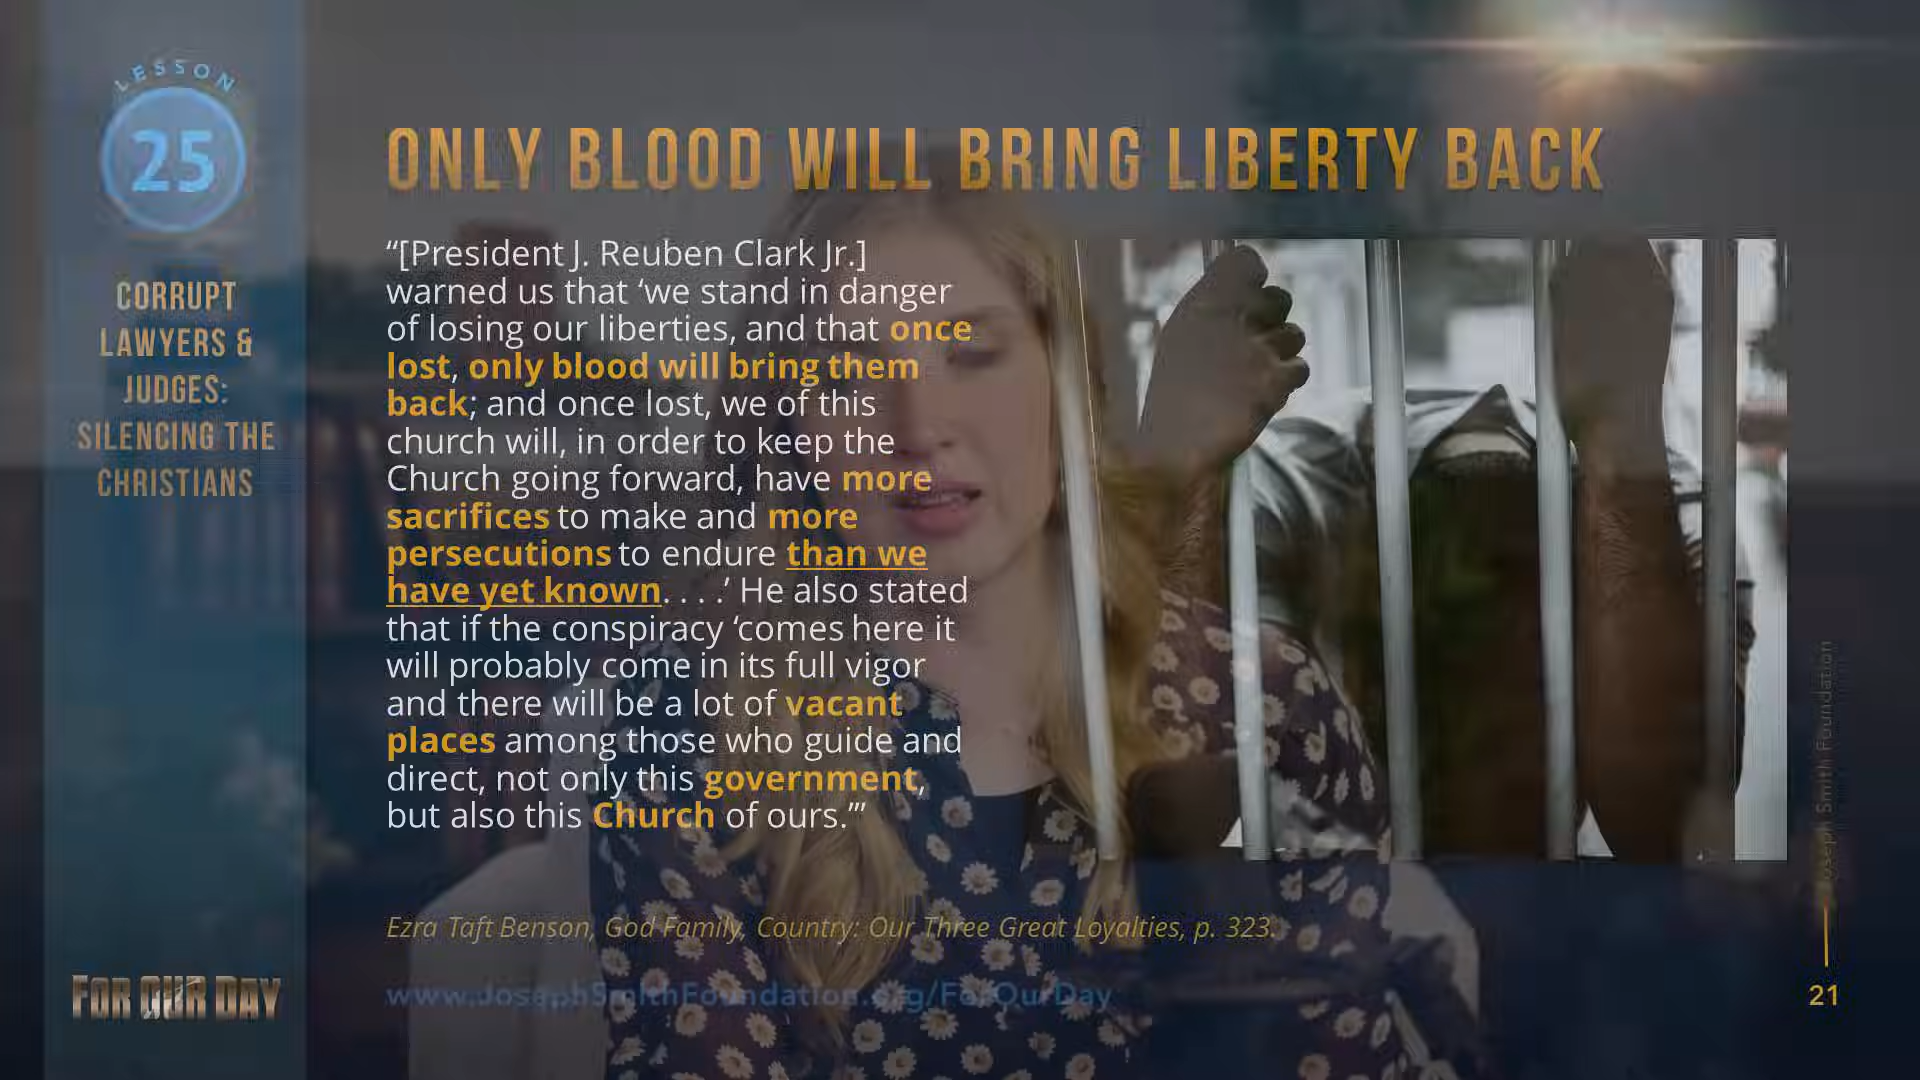 LESSON
25
CORRUPT
LAWYERS &
JUDGES:
SILENCING THE
CHRISTIANS
FOR OUR DAY
ONLY BLOOD WILL BRING LIBERTY BACK
“[President J. Reuben Clark Jr.]
warned us that ‘we stand in danger
of losing our liberties, and that once
lost, only blood will bring them
back; and once lost, we of this
church will, in order to keep the
Church going forward, have more
sacrifices to make and more
persecutions to endure than we
have yet known. . . .’ He also stated
that if the conspiracy ‘comes here it
will probably come in its full vigor
and there will be a lot of vacant
places among those who guide and
direct, not only this government,
but also this Church of ours.’”
Ezra Taft Benson, God Family, Country: Our Three Great Loyalties, p. 323.
www.JosephSmithFoundation.org/ForOurDay
Joseph Smith Foundation
21